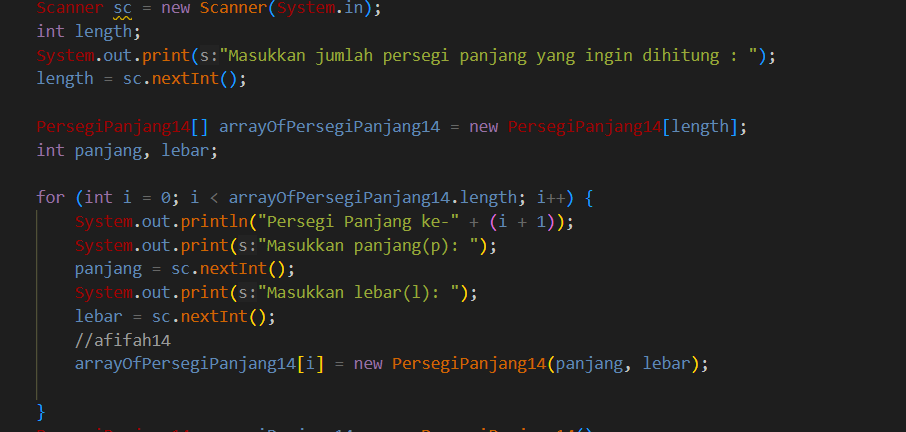 Scanner sc = new Scanner(System.in);
int length;
System.out.print(s:"Masukkan jumlah persegi panjang yang ingin dihitung : ");
length = sc.nextInt();
PersegiPanjang14[] arrayOfPersegiPanjang14 = new PersegiPanjang14[length];
int panjang, lebar;
for (int i = 0; i < arrayOfPersegiPanjang14.length; i++) {
System.out.println("Persegi Panjang ke-" + (i + 1));
System.out.print(s:"Masukkan panjang(p): ");
panjang = sc.nextInt();
System.out.print(s:"Masukkan lebar(l): ");
lebar = sc.nextInt();
//afifah14
arrayOfPersegiPanjang14[i] = new PersegiPanjang14(panjang, lebar);
}